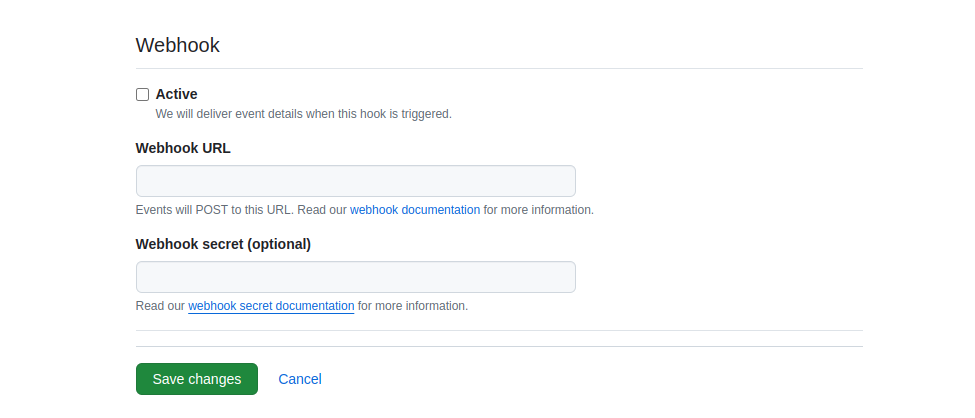 Webhook
Active
We will deliver event details when this hook is triggered.
Webhook URL
Events will POST to this URL. Read our webhook documentation for more information.
Webhook secret (optional)
Read our webhook secret documentation for more information.
Save changes Cancel